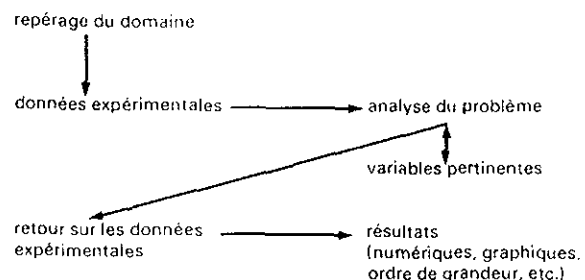 repérage du domaine
données expérimentales
analyse du problème
variables pertinentes
retour sur les données
expérimentales
résultats
(numériques, graphiques,
ordre de grandeur, etc.)